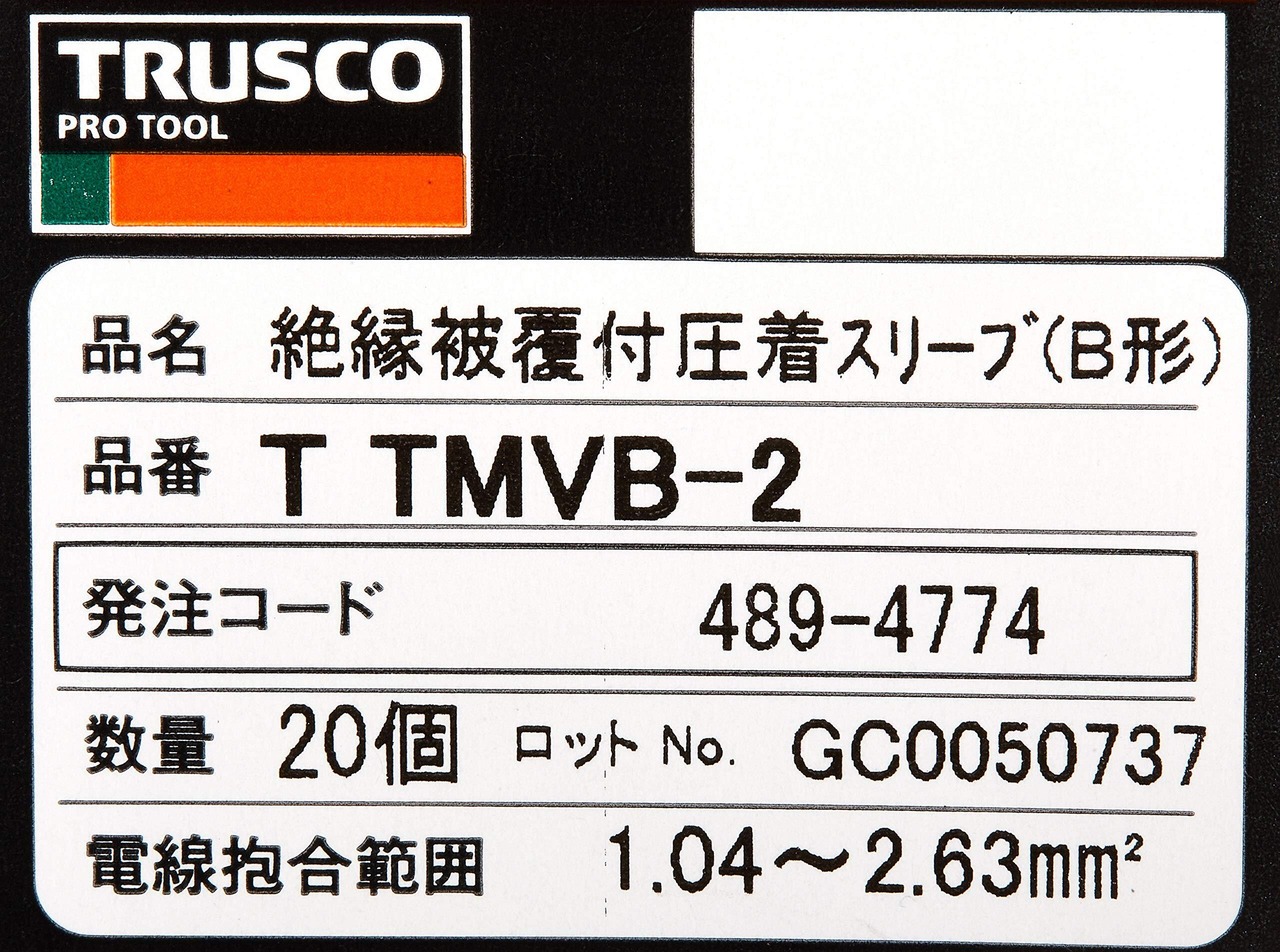 TRUSCO
PRO TOOL
品名 絶縁被覆付圧着スリーブ(B形)
品番 T TMVB-2
発注コード 489-4774
数量 20個 ロット No. GC0050737
電線抱合範囲 1.04〜2.63mm²